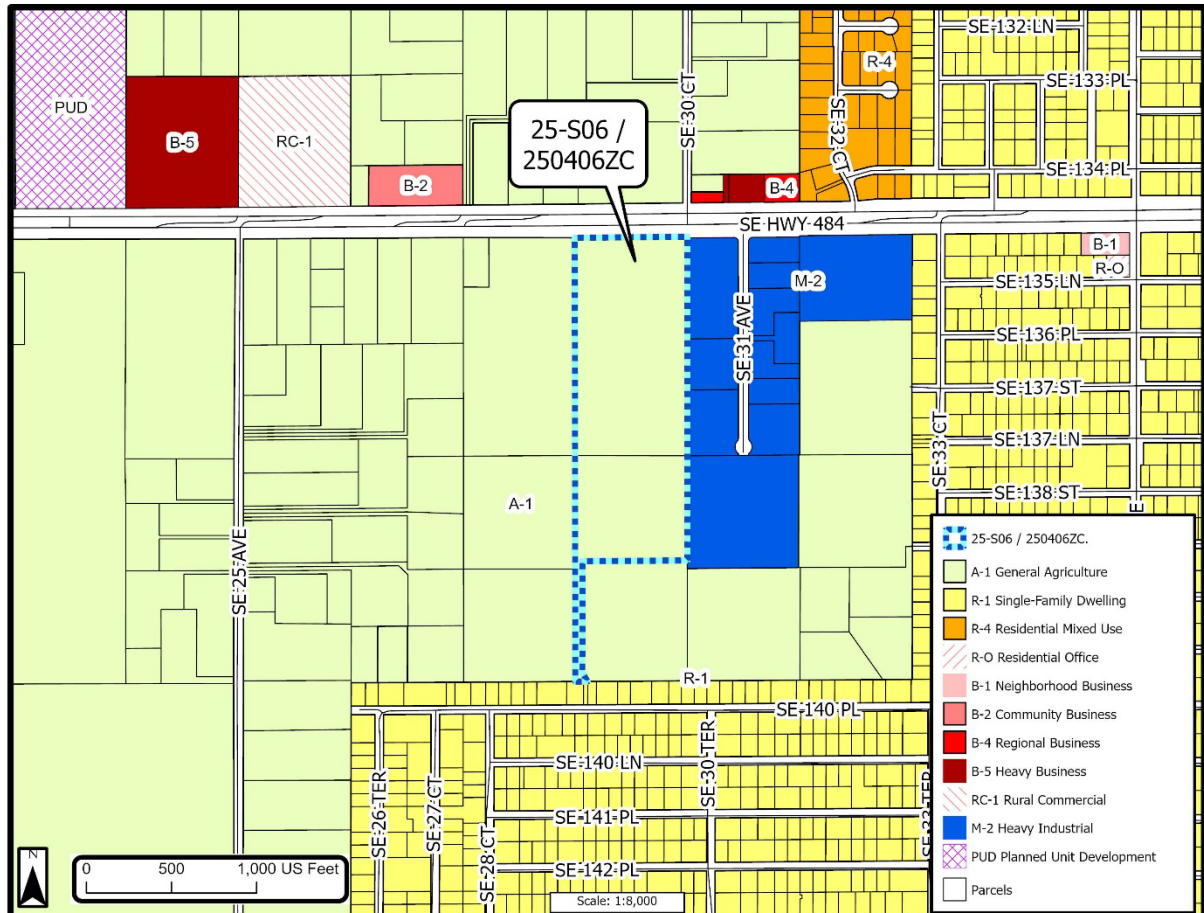 SE 132 LN
R-4
SE 133 PL
SE 30 CT
SE 32 CT
PUD
B-5
RC-1
25-S06 /
250406ZC
SE 134 PL
B-2
B-4
SE HWY 484
B-1
R-O
M-2
SE 135 LN
SE 31 AVE
SE 136 PL
SE 137 ST
SE 33 CT
SE 137 LN
SE 138 ST
A-1
E
SE 25 AVE
R-1
SE 140 PL
SE 140 LN
SE 26 TER
SE 27 CT
SE 28 CT
SE 30 TER
SE 33 TER
SE 141 PL
SE 142 PL
25-S06 / 250406ZC.
A-1 General Agriculture
R-1 Single-Family Dwelling
R-4 Residential Mixed Use
R-O Residential Office
B-1 Neighborhood Business
B-2 Community Business
B-4 Regional Business
B-5 Heavy Business
RC-1 Rural Commercial
M-2 Heavy Industrial
PUD Planned Unit Development
Parcels
N
0 500 1,000 US Feet
Scale: 1:8,000